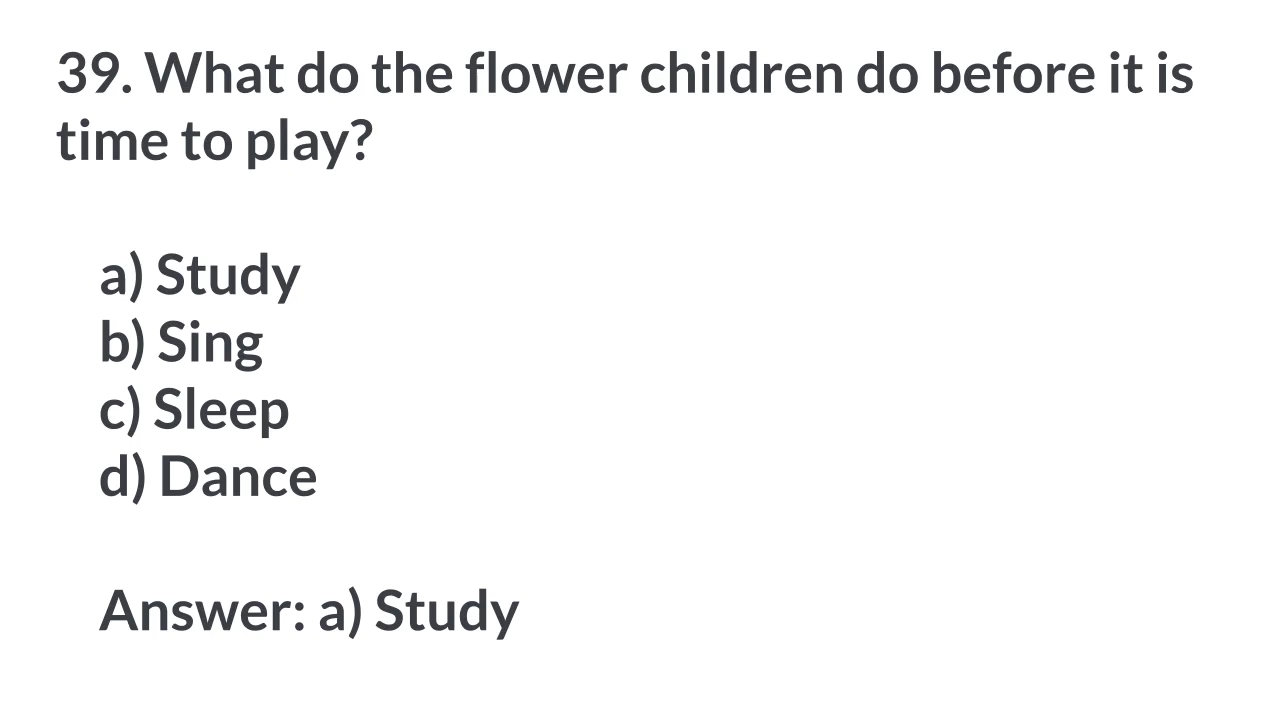 39. What do the flower children do before it is
time to play?
a) Study
b) Sing
c) Sleep
d) Dance
Answer: a) Study